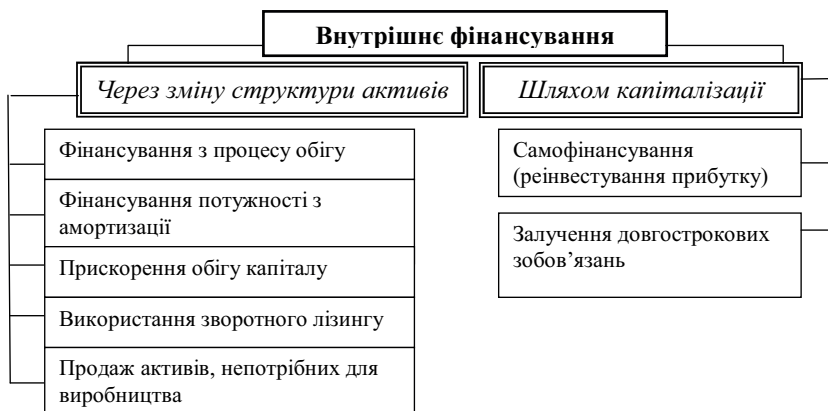 Внутрішнє фінансування
Через зміну структури активів
Шляхом капіталізації
Фінансування з процесу обігу
Фінансування потужності з
амортизації
Прискорення обігу капіталу
Використання зворотного лізингу
Продаж активів, непотрібних для
виробництва
Самофінансування
(реінвестування прибутку)
Залучення довгострокових
зобов’язань